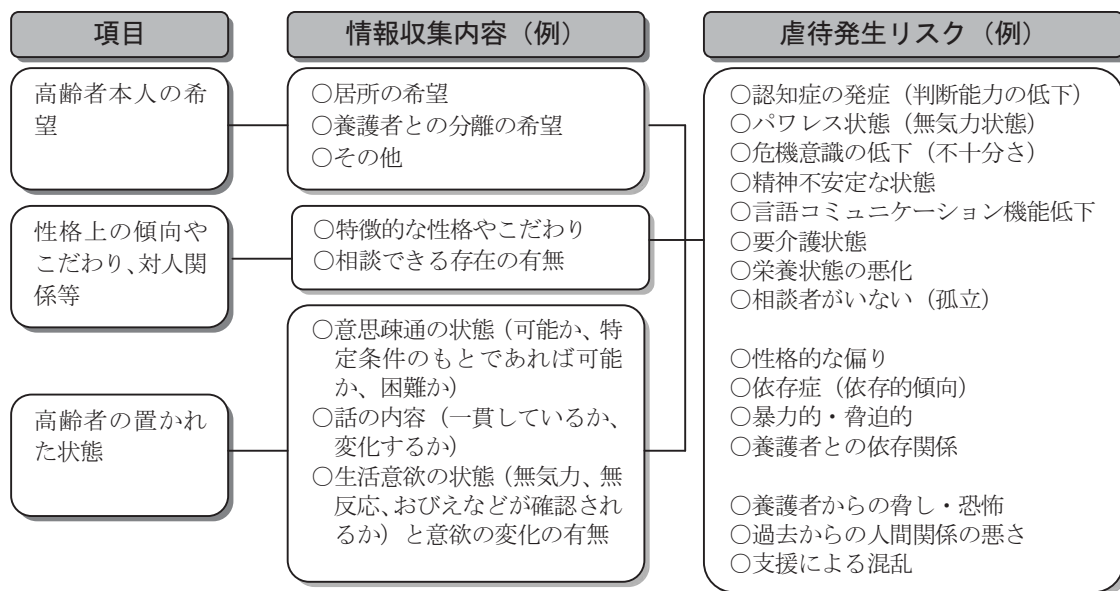 項目
情報収集内容（例）
虐待発生リスク（例）
高齢者本人の希
望
○居所の希望
○養護者との分離の希望
○その他
性格上の傾向や
こだわり、対人関
係等
○特徴的な性格やこだわり
○相談できる存在の有無
高齢者の置かれ
た状態
○意思疎通の状態（可能か、特
定条件のもとであれば可能
か、困難か）
○話の内容（一貫しているか、
変化するか）
○生活意欲の状態（無気力、無
反応、おびえなどが確認され
るか）と意欲の変化の有無
○認知症の発症（判断能力の低下）
○パワレス状態（無気力状態）
○危機意識の低下（不十分さ）
○精神不安定な状態
○言語コミュニケーション機能低下
○要介護状態
○栄養状態の悪化
○相談者がいない（孤立）
○性格的な偏り
○依存症（依存的傾向）
○暴力的・脅迫的
○養護者との依存関係
○養護者からの脅し・恐怖
○過去からの人間関係の悪さ
○支援による混乱